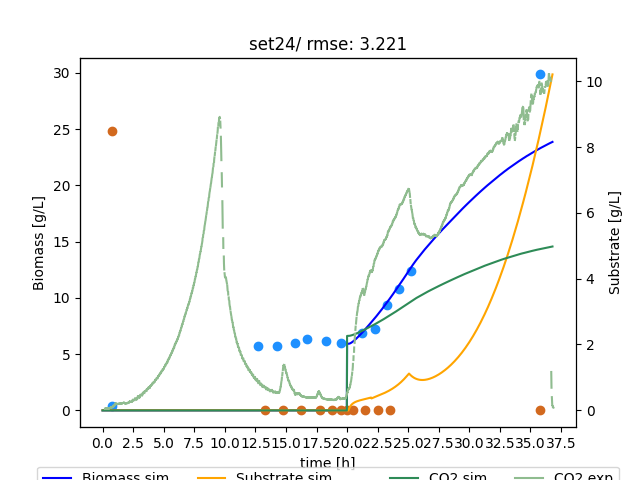 set24/ rmse: 3.221
30
25
20
15
10
5
0
Biomass [g/L]
10
8
6
4
2
0
Substrate [g/L]
0.0 2.5 5.0 7.5 10.0 12.5 15.0 17.5 20.0 22.5 25.0 27.5 30.0 32.5 35.0 37.5
time [h]
Biomass sim Substrate sim CO2 sim CO2 exp